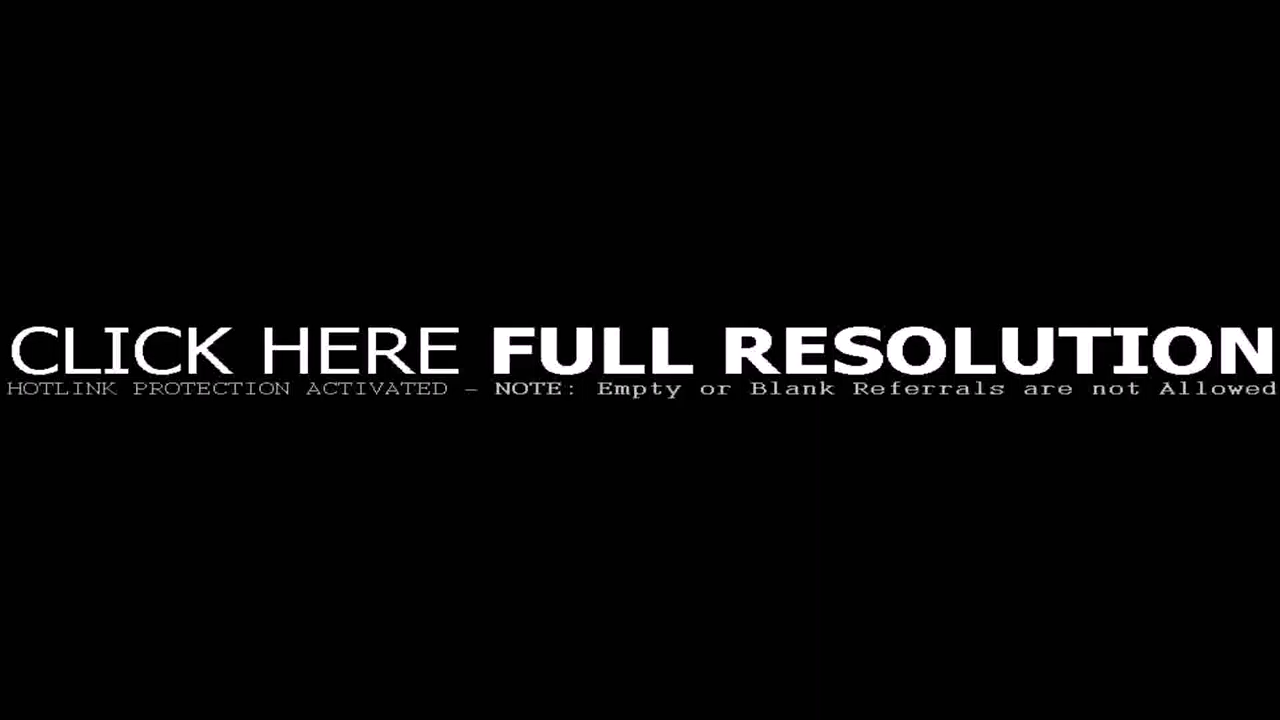 CLICK HERE FULL RESOLUTION
HOTLINK PROTECTION ACTIVATED - NOTE: Empty or Blank Referrals are not Allowed